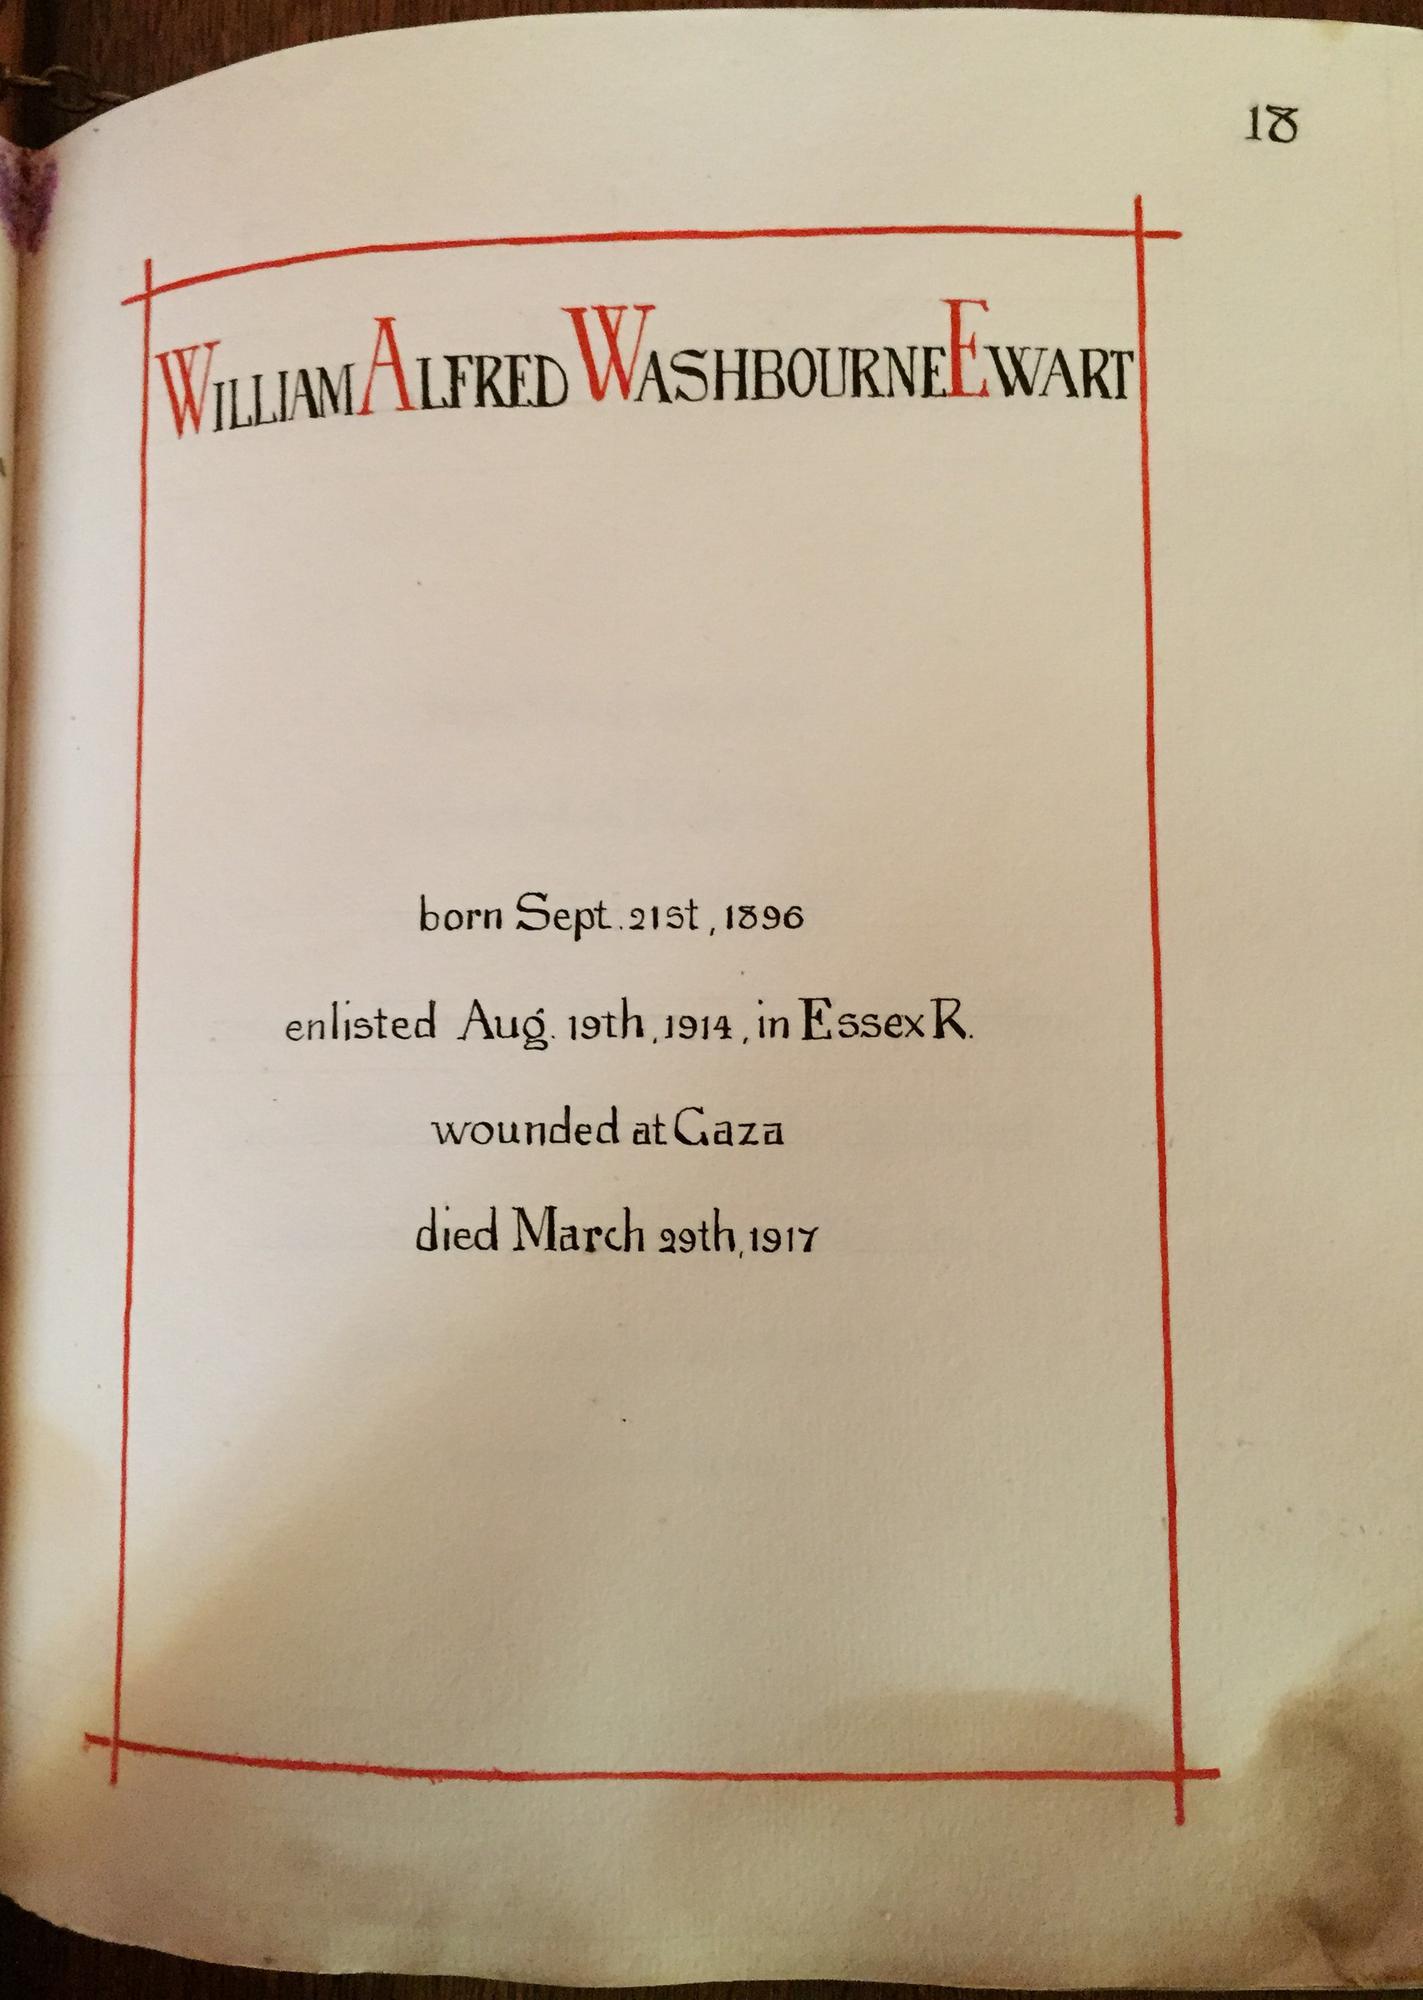 18
William Alfred Washbourne Ewart
born Sept. 21st, 1896
enlisted Aug. 19th, 1914, in Essex R.
wounded at Gaza
died March 29th, 1917